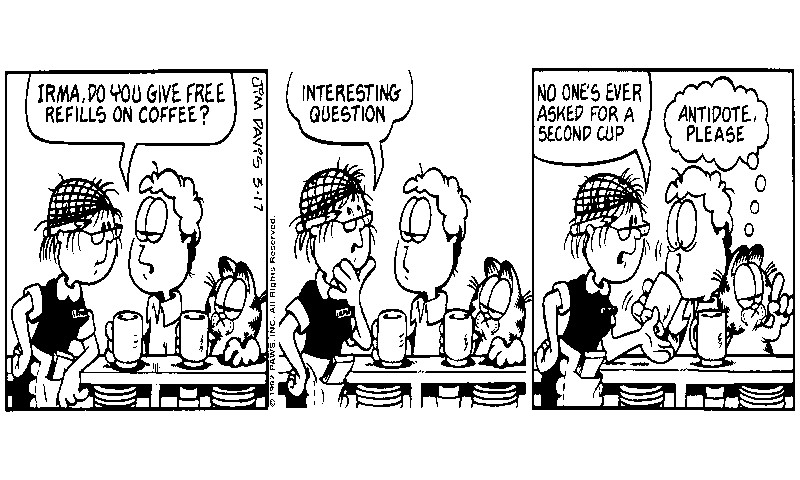 IRMA, DO YOU GIVE FREE
REFILLS ON COFFEE?
JIM DAVIS 3-17
© 1997 PAWS, INC. All Rights Reserved.
INTERESTING
QUESTION
NO ONE'S EVER
ASKED FOR A
SECOND CUP
ANTIDOTE,
PLEASE